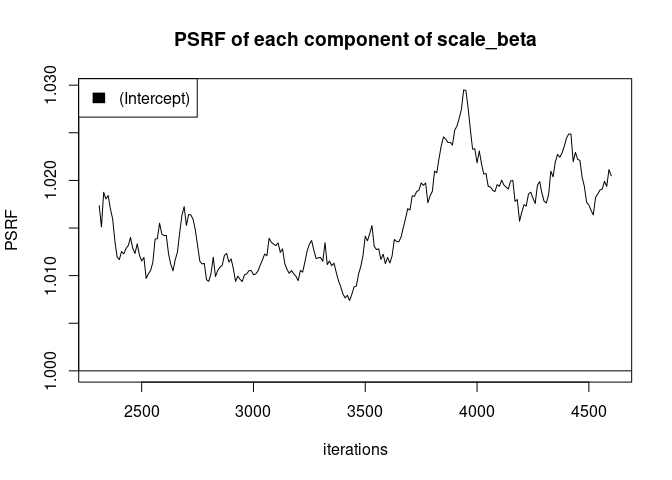 PSRF of each component of scale_beta
(Intercept)
PSRF
1.030
1.020
1.010
1.000
2500 3000 3500 4000 4500
iterations